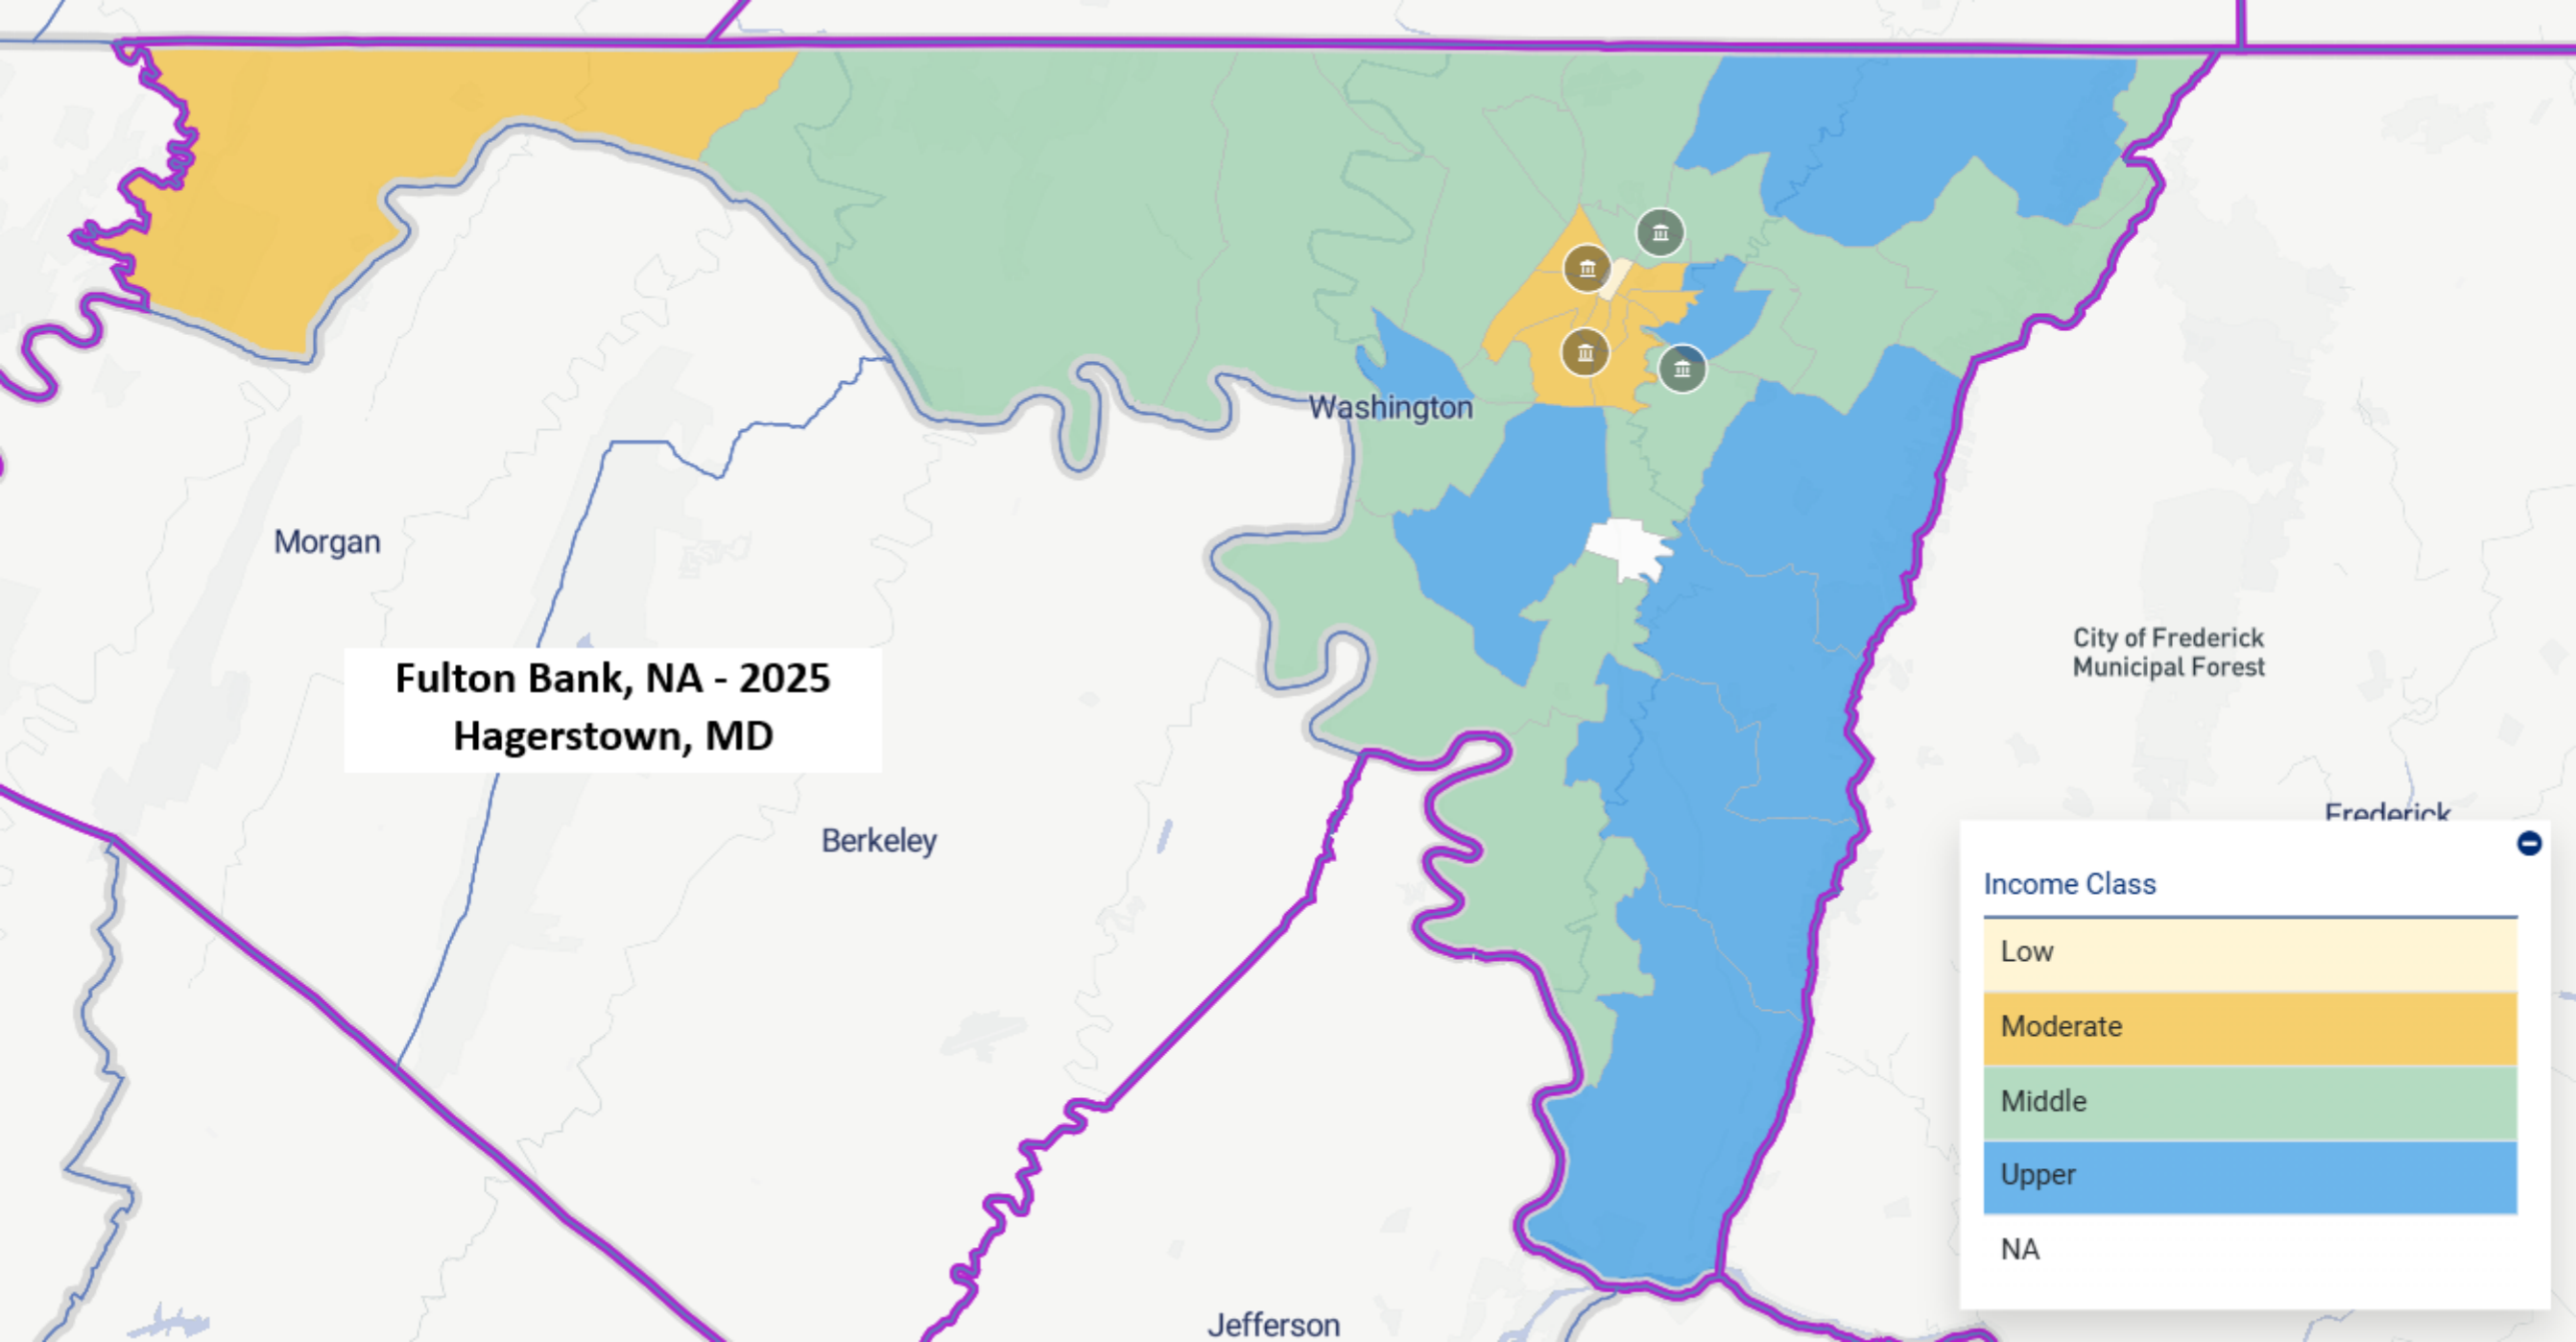 Washington
Morgan
City of Frederick
Municipal Forest
Fulton Bank, NA - 2025
Hagerstown, MD
Berkeley
Frederick
Income Class
Low
Moderate
Middle
Upper
NA
Jefferson